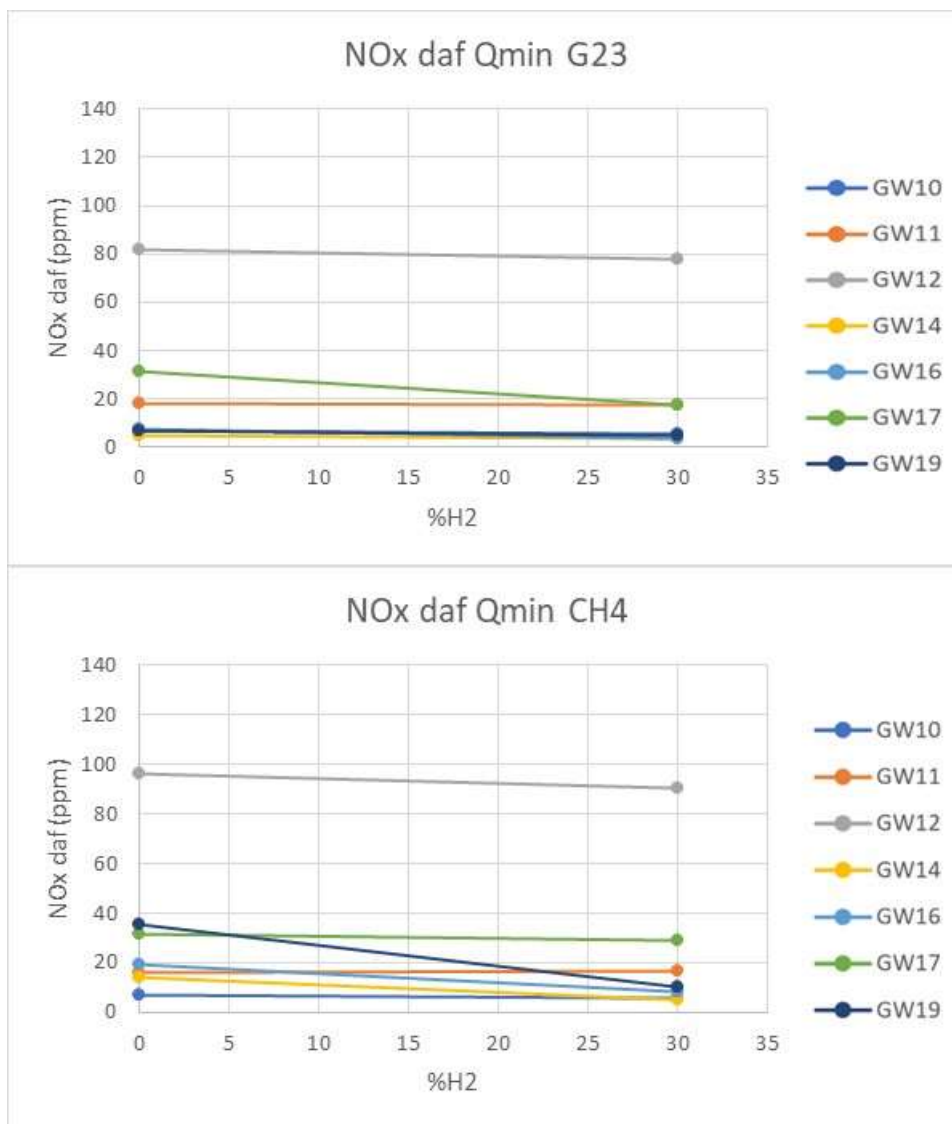 NOx daf Qmin G23
NOx daf (ppm)
140
120
100
80
60
40
20
0
0 5 10 15 20 25 30 35
%H2
GW10
GW11
GW12
GW14
GW16
GW17
GW19
NOx daf Qmin CH4
NOx daf (ppm)
140
120
100
80
60
40
20
0
0 5 10 15 20 25 30 35
%H2
GW10
GW11
GW12
GW14
GW16
GW17
GW19